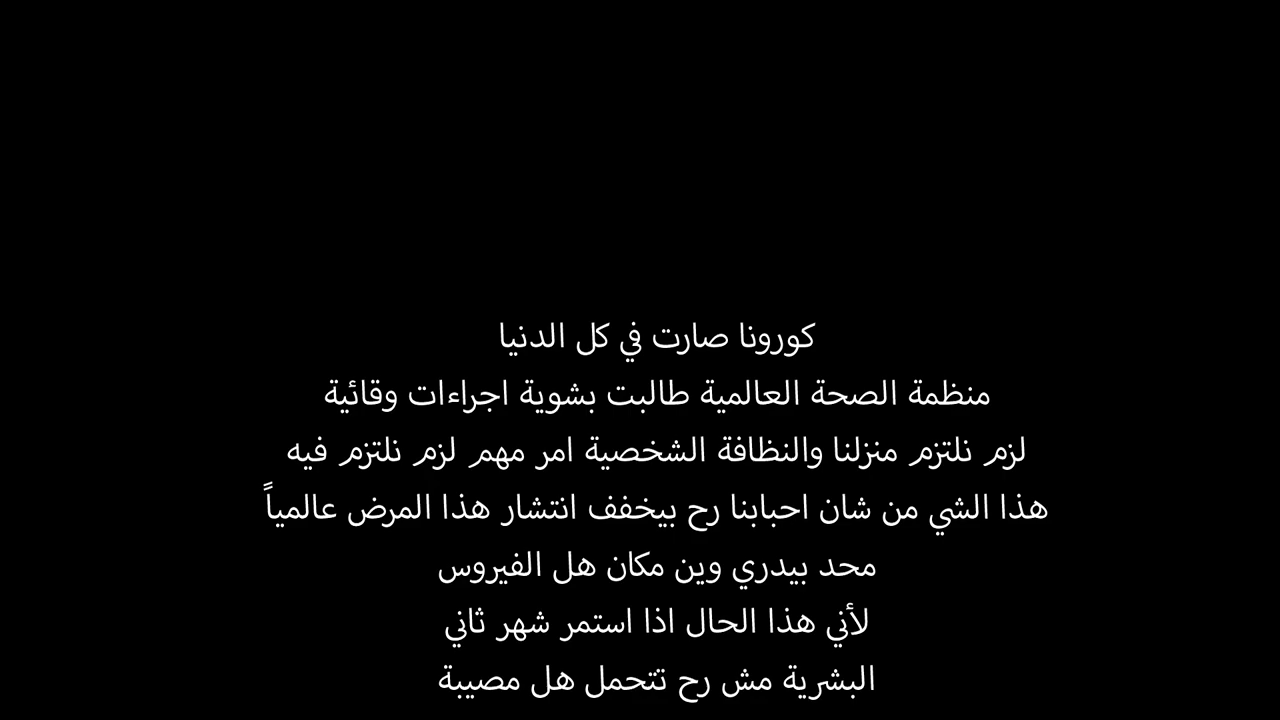 كورونا صارت في كل الدنيا
منظمة الصحة العالمية طالبت بشوية اجراءات وقائية
لزم نلتزم منزلنا والنظافة الشخصية امر مهم لزم نلتزم فيه
هذا الشي من شان احبابنا رح بيخفف انتشار هذا المرض عالمياً
محد بيدري وين مكان هل الفيروس
لأني هذا الحال اذا استمر شهر ثاني
البشرية مش رح تتحمل هل مصيبة